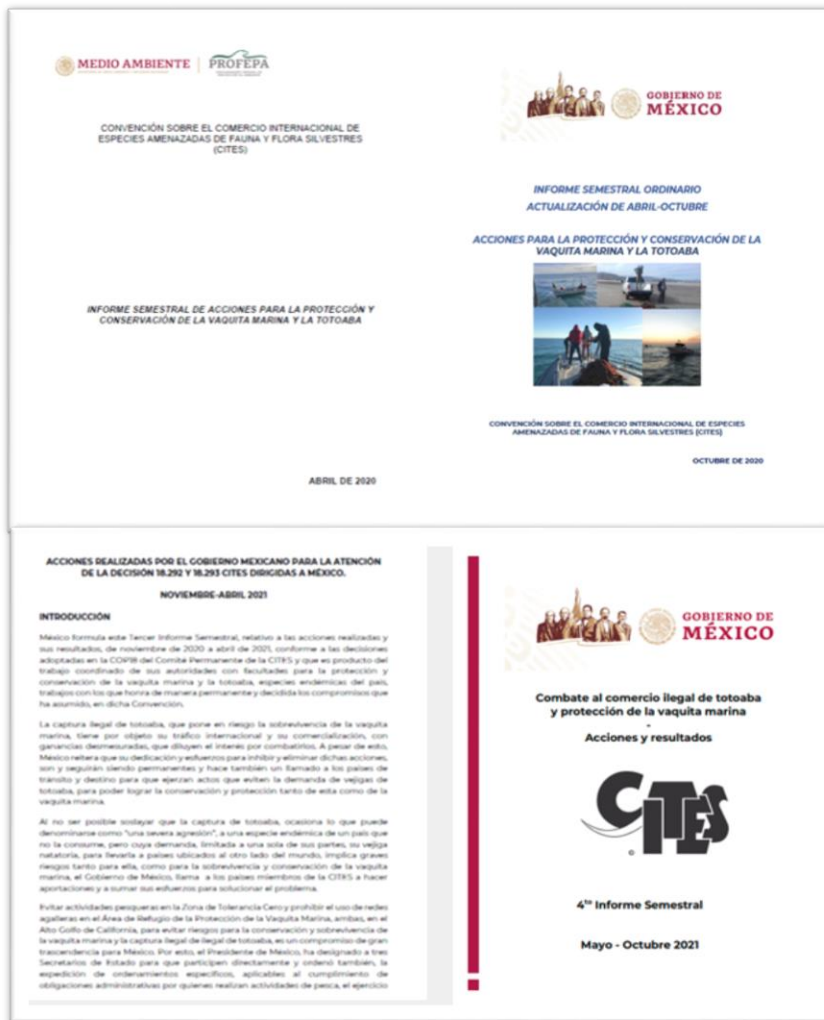 MEDIO AMBIENTE
PROFEPA
CONVENCIÓN SOBRE EL COMERCIO INTERNACIONAL DE
ESPECIES AMENAZADAS DE FAUNA Y FLORA SILVESTRES
(CITES)
INFORME SEMESTRAL DE ACCIONES PARA LA PROTECCIÓN Y
CONSERVACIÓN DE LA VAQUITA MARINA Y LA TOTOABA
ABRIL DE 2020
GOBIERNO DE
MÉXICO
INFORME SEMESTRAL ORDINARIO
ACTUALIZACIÓN DE ABRIL-OCTUBRE
ACCIONES PARA LA PROTECCIÓN Y CONSERVACIÓN DE LA
VAQUITA MARINA Y LA TOTOABA
CONVENCIÓN SOBRE EL COMERCIO INTERNACIONAL DE ESPECIES
AMENAZADAS DE FAUNA Y FLORA SILVESTRES (CITES)
OCTUBRE DE 2020
ACCIONES REALIZADAS POR EL GOBIERNO MEXICANO PARA LA ATENCIÓN
DE LA DECISIÓN 18.292 Y 18.293 CITES DIRIGIDAS A MÉXICO.
NOVIEMBRE-ABRIL 2021
INTRODUCCIÓN
México formula este Tercer Informe Semestral, relativo a las acciones realizadas y
sus resultados, de noviembre de 2020 a abril de 2021, conforme a las decisiones
adoptadas en la COP18 del Comité Permanente de la CITES y que es producto del
trabajo coordinado de sus autoridades con facultades para la protección y
conservación de la vaquita marina y la totoaba, especies endémicas del país,
trabajos con los que honra de manera permanente y decidida los compromisos que
ha asumido, en dicha Convención.
La captura ilegal de totoaba, que pone en riesgo la sobrevivencia de la vaquita
marina, tiene por objeto su tráfico internacional y su comercialización, con
ganancias desmesuradas, que diluyen el interés por combatirlos. A pesar de esto,
México reitera que su dedicación y esfuerzos para inhibir y eliminar dichas acciones,
son y seguirán siendo permanentes y hace también un llamado a los países de
tránsito y destino para que ejerzan actos que eviten la demanda de vejigas de
totoaba, para poder lograr la conservación y protección tanto de esta como de la
vaquita marina.
Al no ser posible soslayar que la captura de totoaba, ocasiona lo que puede
denominarse como "una severa agresión", a una especie endémica de un país que
no la consume, pero cuya demanda, limitada a una sola de sus partes, su vejiga
natatoria, para llevarla a países ubicados al otro lado del mundo, implica graves
riesgos tanto para ella, como para la sobrevivencia y conservación de la vaquita
marina, el Gobierno de México, llama a los países miembros de la CITES a hacer
aportaciones y a sumar sus esfuerzos para solucionar el problema.
Evitar actividades pesqueras en la Zona de Tolerancia Cero y prohibir el uso de redes
agalleras en el Área de Refugio de la Protección de la Vaquita Marina, ambas, en el
Alto Golfo de California, para evitar riesgos para la conservación y sobrevivencia de
la vaquita marina y la captura ilegal de ilegal de totoaba, es un compromiso de gran
trascendencia para México. Por esto, el Presidente de México, ha designado a tres
Secretarios de Estado para que participen directamente y ordenó también, la
expedición de ordenamientos específicos, aplicables al cumplimiento de
obligaciones administrativas por quienes realizan actividades de pesca, el ejercicio
GOBIERNO DE
MÉXICO
Combate al comercio ilegal de totoaba
y protección de la vaquita marina
-
Acciones y resultados
CITES
©
4to Informe Semestral
Mayo - Octubre 2021